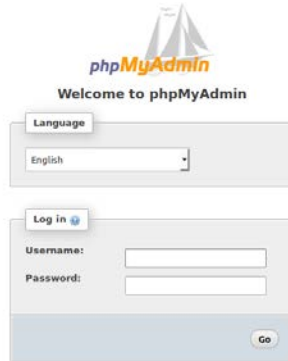 phpMyAdmin
Welcome to phpMyAdmin
Language
English
Log in
Username:
Password:
Go